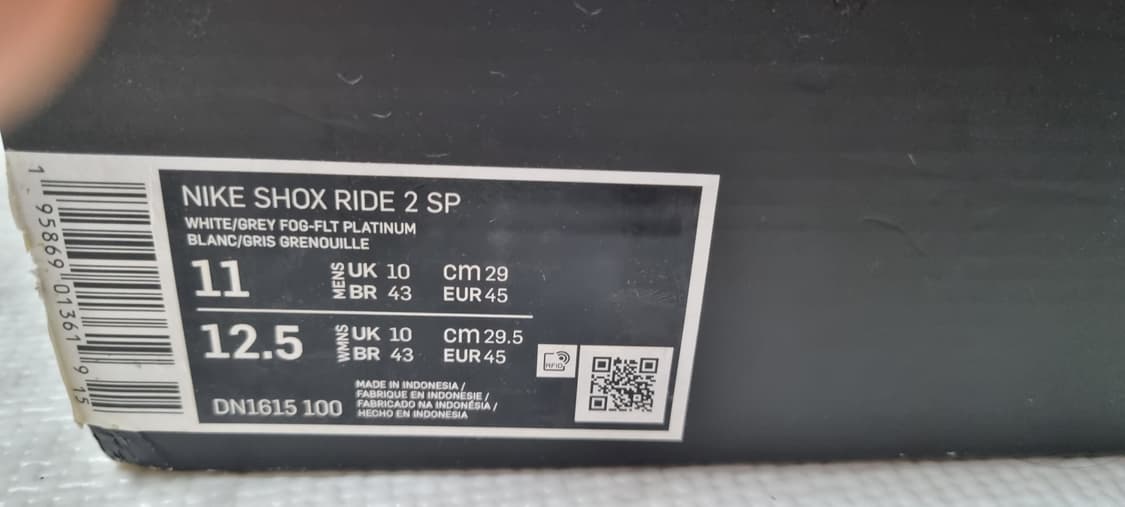 NIKE SHOX RIDE 2 SP
WHITE/GREY FOG-FLT PLATINUM
BLANC/GRIS GRENOUILLE
11 MENS UK 10 cm 29
BR 43 EUR 45
12.5 WMNS UK 10 cm 29.5
BR 43 EUR 45
RFID
DN1615 100
MADE IN INDONESIA /
FABRIQUE EN INDONESIE /
FABRICADO NA INDONÉSIA /
HECHO EN INDONESIA
1 95869 01361 9 15